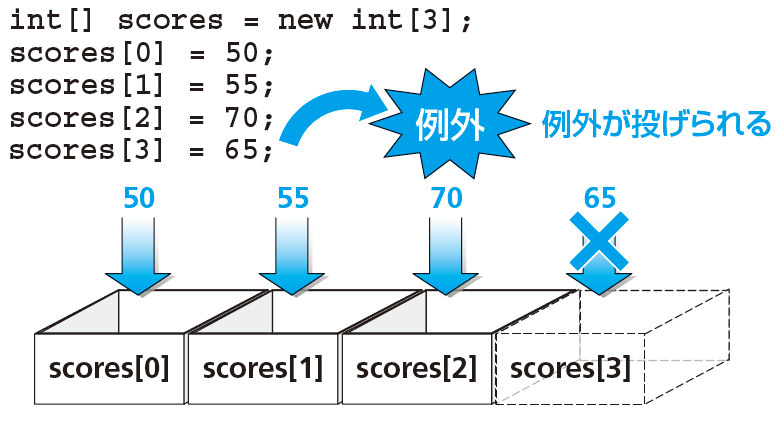 int[] scores = new int[3];
scores[0] = 50;
scores[1] = 55;
scores[2] = 70;
scores[3] = 65;
例外
例外が投げられる
50 55 70 65
scores[0] scores[1] scores[2] scores[3]